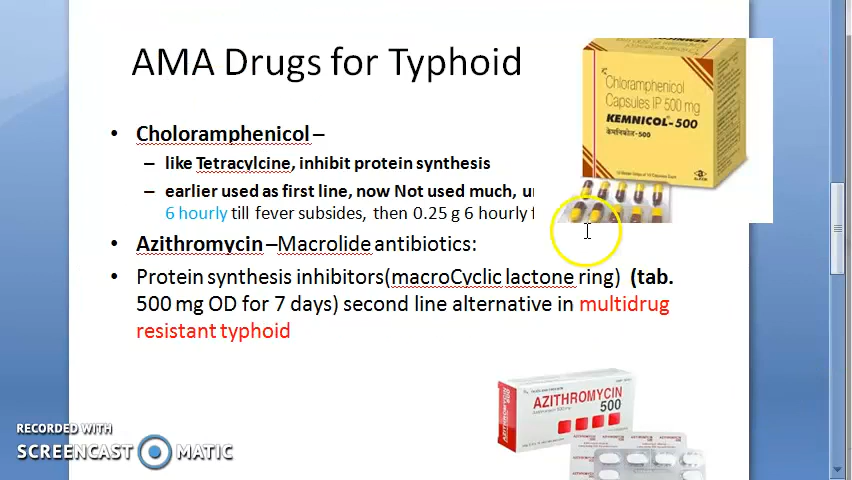 AMA Drugs for Typhoid
Choloramphenicol –
like Tetracylcine, inhibit protein synthesis
earlier used as first line, now Not used much,
6 hourly till fever subsides, then 0.25 g 6 hourly
Azithromycin –Macrolide antibiotics:
Protein synthesis inhibitors(macroCyclic lactone ring) (tab.
500 mg OD for 7 days) second line alternative in multidrug
resistant typhoid
Chloramphenicol
Capsules IP 500 mg
KEMNICOL-500
केमनिकोल-500
AZITHROMYCIN
500
RECORDED WITH
SCREENCAST MATIC